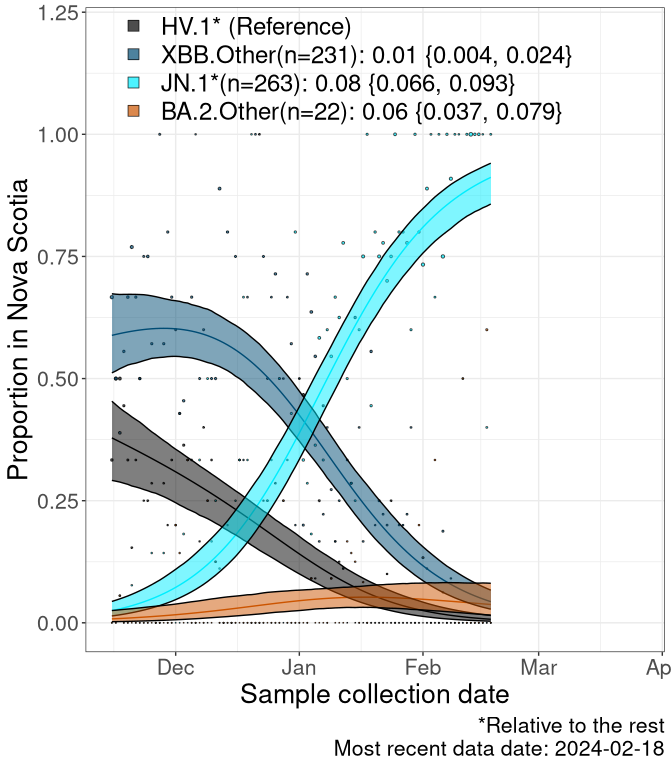 1.25
HV.1* (Reference)
XBB.Other(n=231): 0.01 {0.004, 0.024}
JN.1*(n=263): 0.08 {0.066, 0.093}
BA.2.Other(n=22): 0.06 {0.037, 0.079}
1.00
0.75
0.50
0.25
0.00
Proportion in Nova Scotia
Dec Jan Feb Mar Ap
Sample collection date
*Relative to the rest
Most recent data date: 2024-02-18